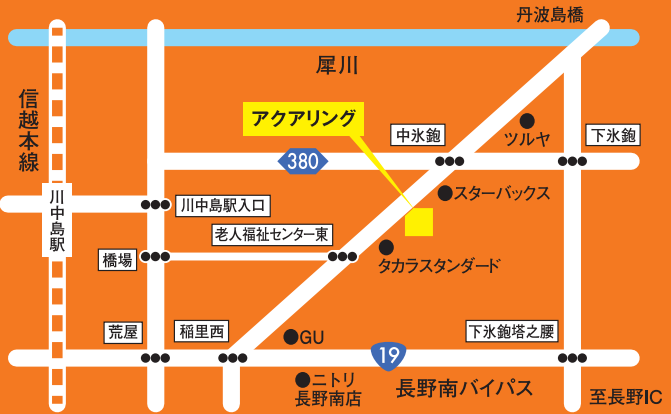 丹波島橋
犀川
信越本線
アクアリング
中氷鉋
ツルヤ
下氷鉋
380
スターバックス
川中島駅
川中島駅入口
老人福祉センター東
橋場
タカラスタンダード
荒屋
稲里西
GU
19
下氷鉋塔之腰
ニトリ
長野南店
長野南バイパス
至長野IC